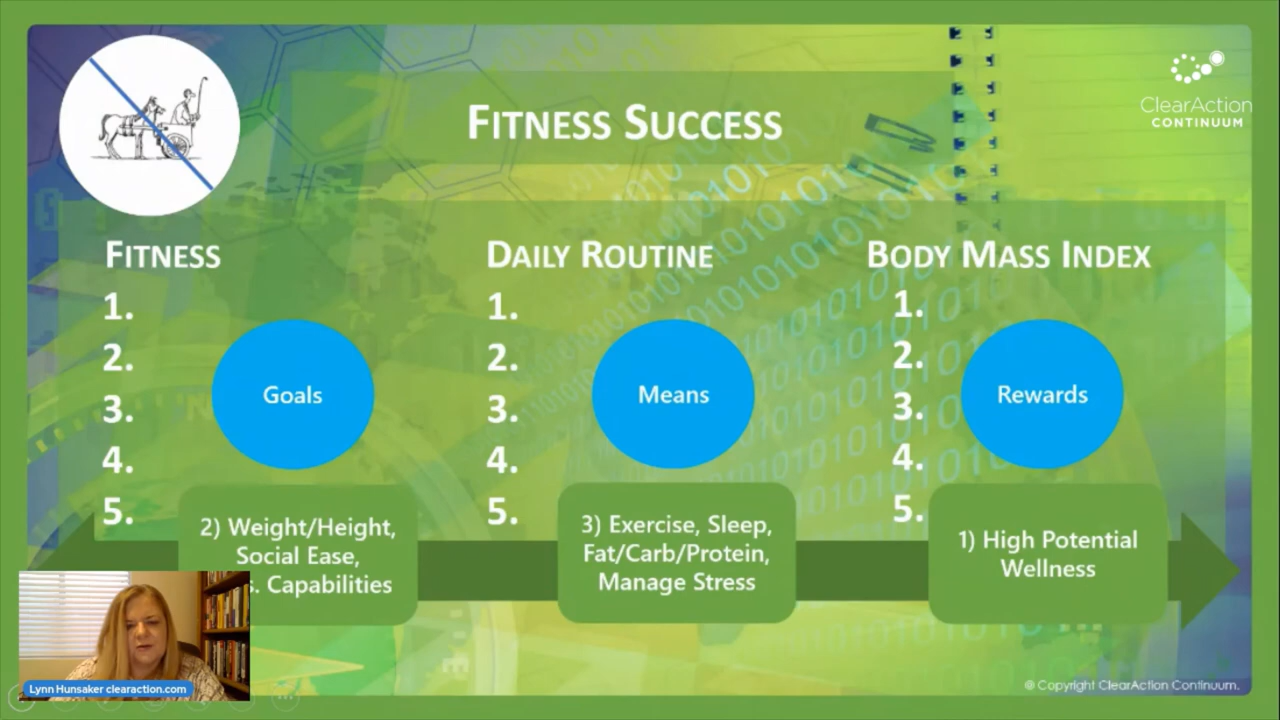 FITNESS SUCCESS
ClearAction
CONTINUUM
FITNESS
1.
2.
3.
4.
5.
Goals
2) Weight/Height,
Social Ease,
s. Capabilities
DAILY ROUTINE
1.
2.
3.
4.
5.
Means
3) Exercise, Sleep,
Fat/Carb/Protein,
Manage Stress
BODY MASS INDEX
1.
2.
3.
4.
5.
Rewards
1) High Potential
Wellness
Lynn Hunsaker clearaction.com
© Copyright ClearAction Continuum.